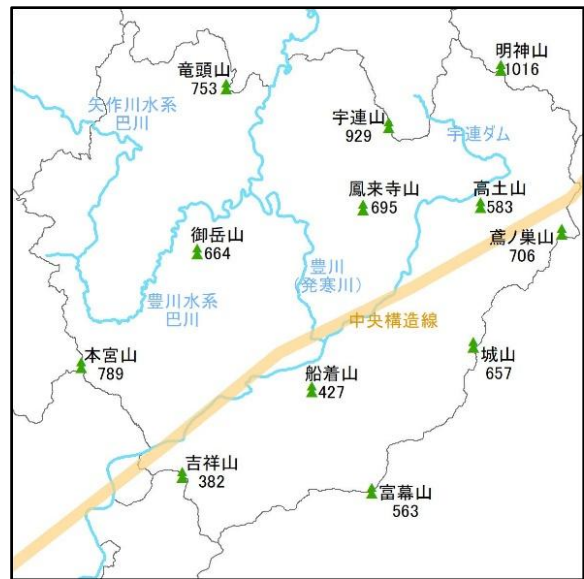 明神山
1016
竜頭山
753
矢作川水系
巴川
宇連山
929
宇連ダム
鳳来寺山
695
高土山
583
御岳山
664
鳶ノ巣山
706
豊川
(発寒川)
豊川水系
巴川
中央構造線
本宮山
789
城山
657
船着山
427
吉祥山
382
富幕山
563